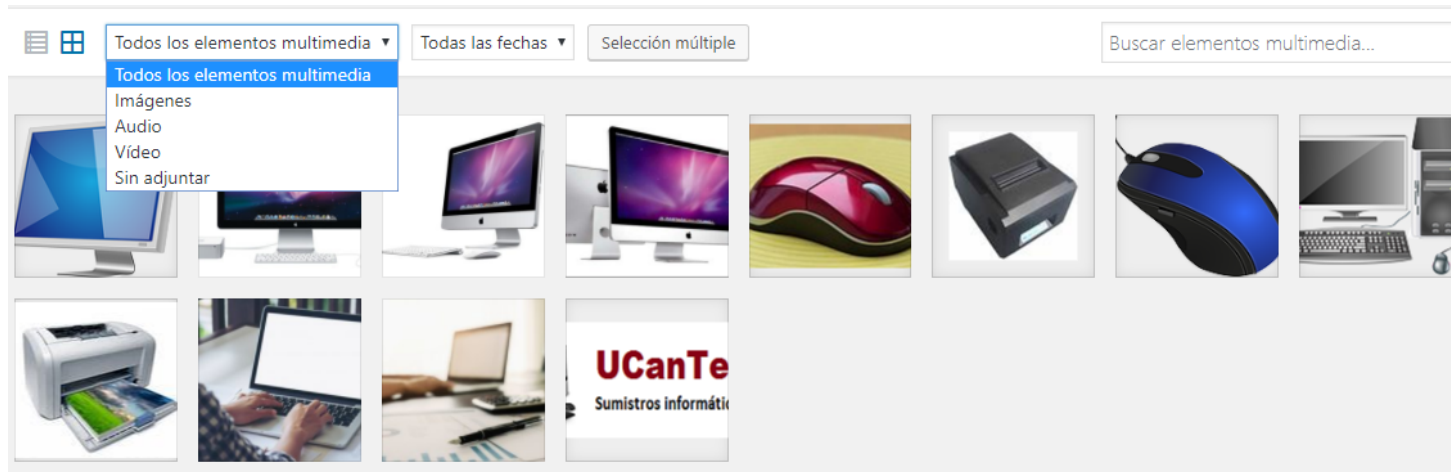 Todos los elementos multimedia
Todas las fechas
Selección múltiple
Buscar elementos multimedia...
Todos los elementos multimedia
Imágenes
Audio
Vídeo
Sin adjuntar
UCanTe
Sumistros informátic